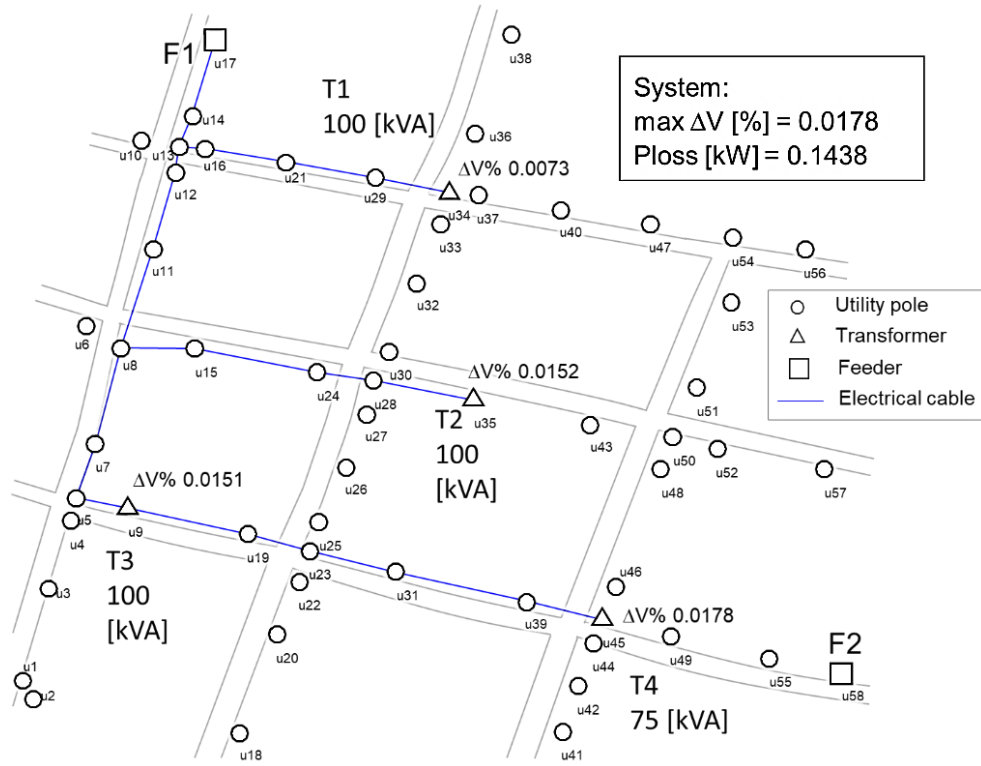 F1
u17
u38
T1
100 [kVA]
System:
max ΔV [%] = 0.0178
Ploss [kW] = 0.1438
u14
u10
u13
u16
u36
u12
u21
u29
ΔV% 0.0073
u34
u37
u40
u33
u47
u54
u56
u11
u32
u53
Utility pole
Transformer
Feeder
Electrical cable
u6
u8
u15
u24
u30
u28
ΔV% 0.0152
u35
u27
T2
100
[kVA]
u51
u43
u50
u52
u57
u48
u7
u26
ΔV% 0.0151
u5
u4
u9
u19
u25
u23
T3
100
[kVA]
u3
u22
u31
u46
u39
ΔV% 0.0178
u45
u44
u49
u20
F2
u1
u2
u55
u58
T4
75 [kVA]
u42
u18
u41